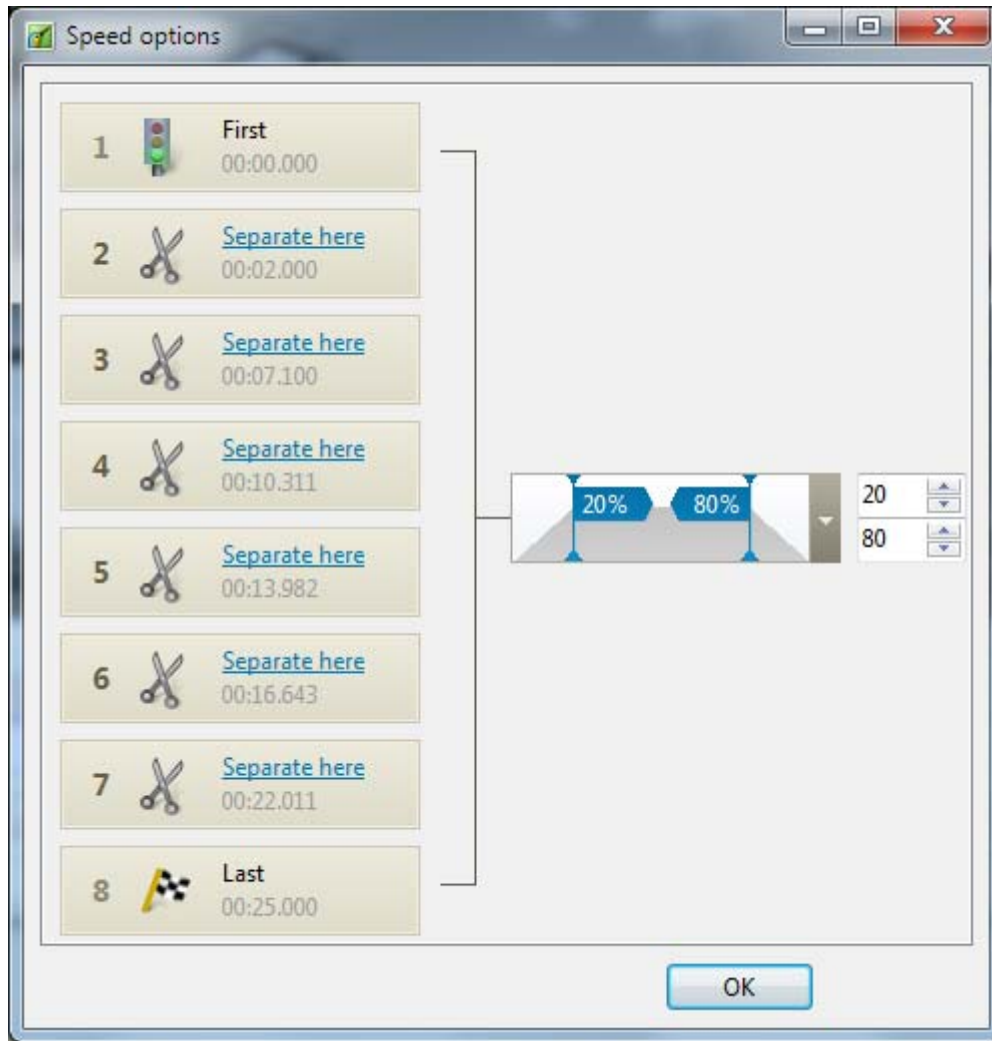 Speed options
1
First
00:00.000
2
Separate here
00:02.000
3
Separate here
00:07.100
4
Separate here
00:10.311
5
Separate here
00:13.982
6
Separate here
00:16.643
7
Separate here
00:22.011
8
Last
00:25.000
20% 80%
20
80
OK